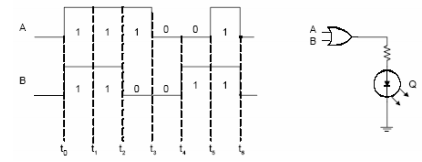 A 1 1 1 0 0 1
B 1 1 0 0 1 1
t0 t1 t2 t3 t4 t5 t6
A
B
Q